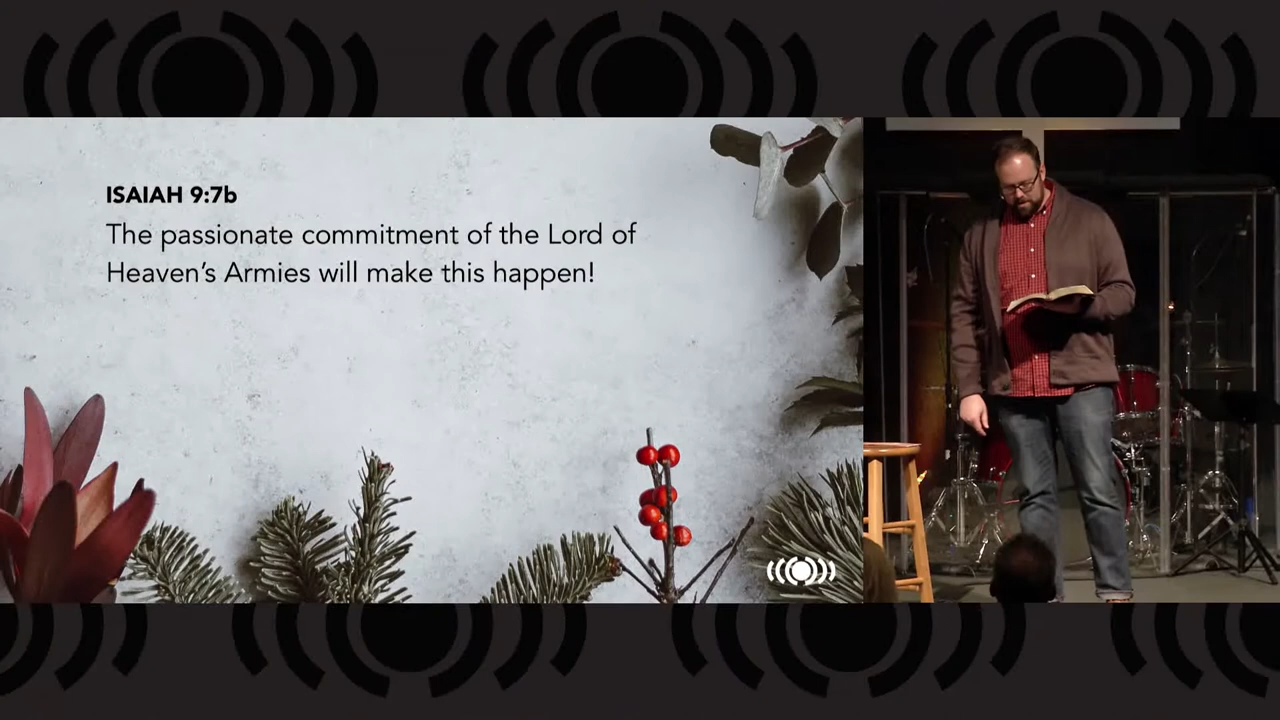 ISAIAH 9:7b
The passionate commitment of the Lord of
Heaven's Armies will make this happen!